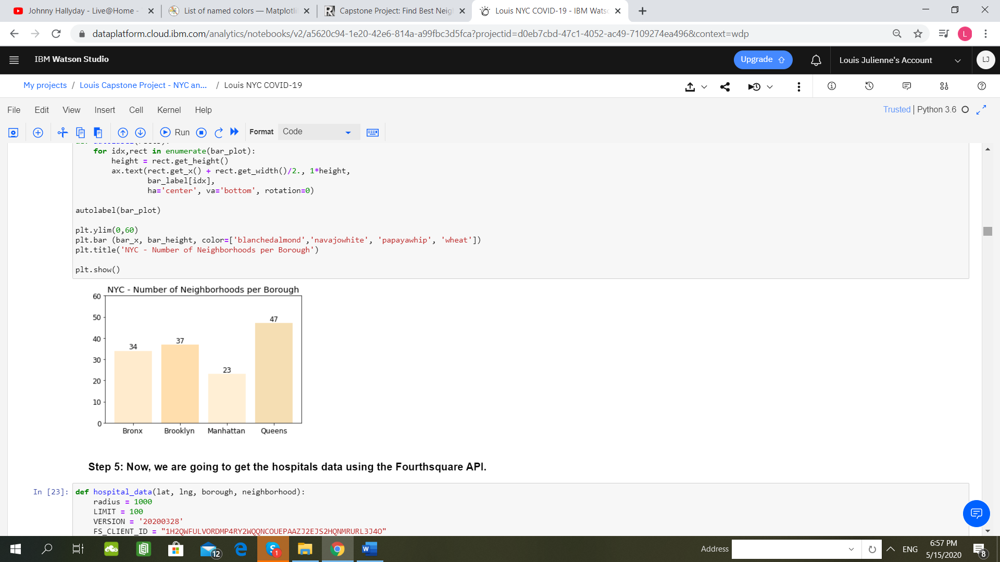 Johnny Hallyday - Live@Home -
List of named colors — Matplotli
Capstone Project: Find Best Neig
Louis NYC COVID-19 - IBM Wats
dataplatform.cloud.ibm.com/analytics/notebooks/v2/a5620c94-1e20-42e6-814a-a99fbc3d5fca?projectid=d0eb7cbd-47c1-4052-ac49-7109274ea496&context=wdp
L
IBM Watson Studio
Upgrade
Louis Julienne's Account
LJ
My projects / Louis Capstone Project - NYC an... / Louis NYC COVID-19
File Edit View Insert Cell Kernel Help
Trusted | Python 3.6
Run
Format
Code
for idx,rect in enumerate(bar_plot):
height = rect.get_height()
ax.text(rect.get_x() + rect.get_width()/2., 1*height,
bar_label[idx],
ha='center', va='bottom', rotation=0)
autolabel(bar_plot)
plt.ylim(0,60)
plt.bar (bar_x, bar_height, color=['blanchedalmond','navajowhite', 'papayawhip', 'wheat'])
plt.title('NYC - Number of Neighborhoods per Borough')
plt.show()
NYC - Number of Neighborhoods per Borough
60
50
40
30
20
10
0
34
37
23
47
Bronx Brooklyn Manhattan Queens
Step 5: Now, we are going to get the hospitals data using the Fourthsquare API.
In [23]:
def hospital_data(lat, lng, borough, neighborhood):
radius = 1000
LIMIT = 100
VERSION = '20200328'
FS_CLIENT_ID = "1H2QWFULVORDMP4RY2WQQNCOUEPAAZJ2EJS2HQNMRURL3J4O"
12
1
W
Address
ENG
6:57 PM
5/15/2020
8